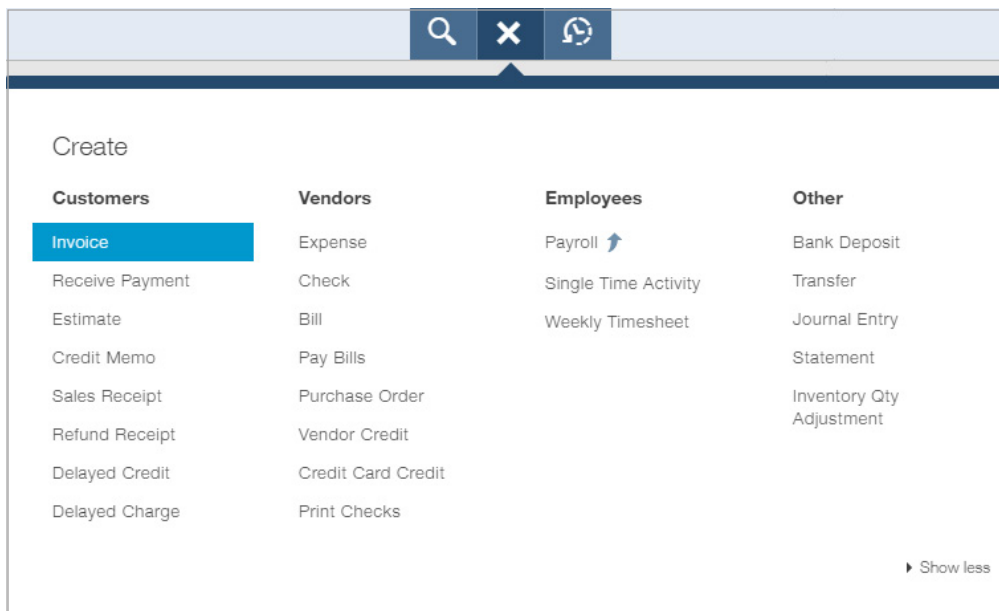 Create
Customers
Invoice
Receive Payment
Estimate
Credit Memo
Sales Receipt
Refund Receipt
Delayed Credit
Delayed Charge
Vendors
Expense
Check
Bill
Pay Bills
Purchase Order
Vendor Credit
Credit Card Credit
Print Checks
Employees
Payroll
Single Time Activity
Weekly Timesheet
Other
Bank Deposit
Transfer
Journal Entry
Statement
Inventory Qty
Adjustment
Show less